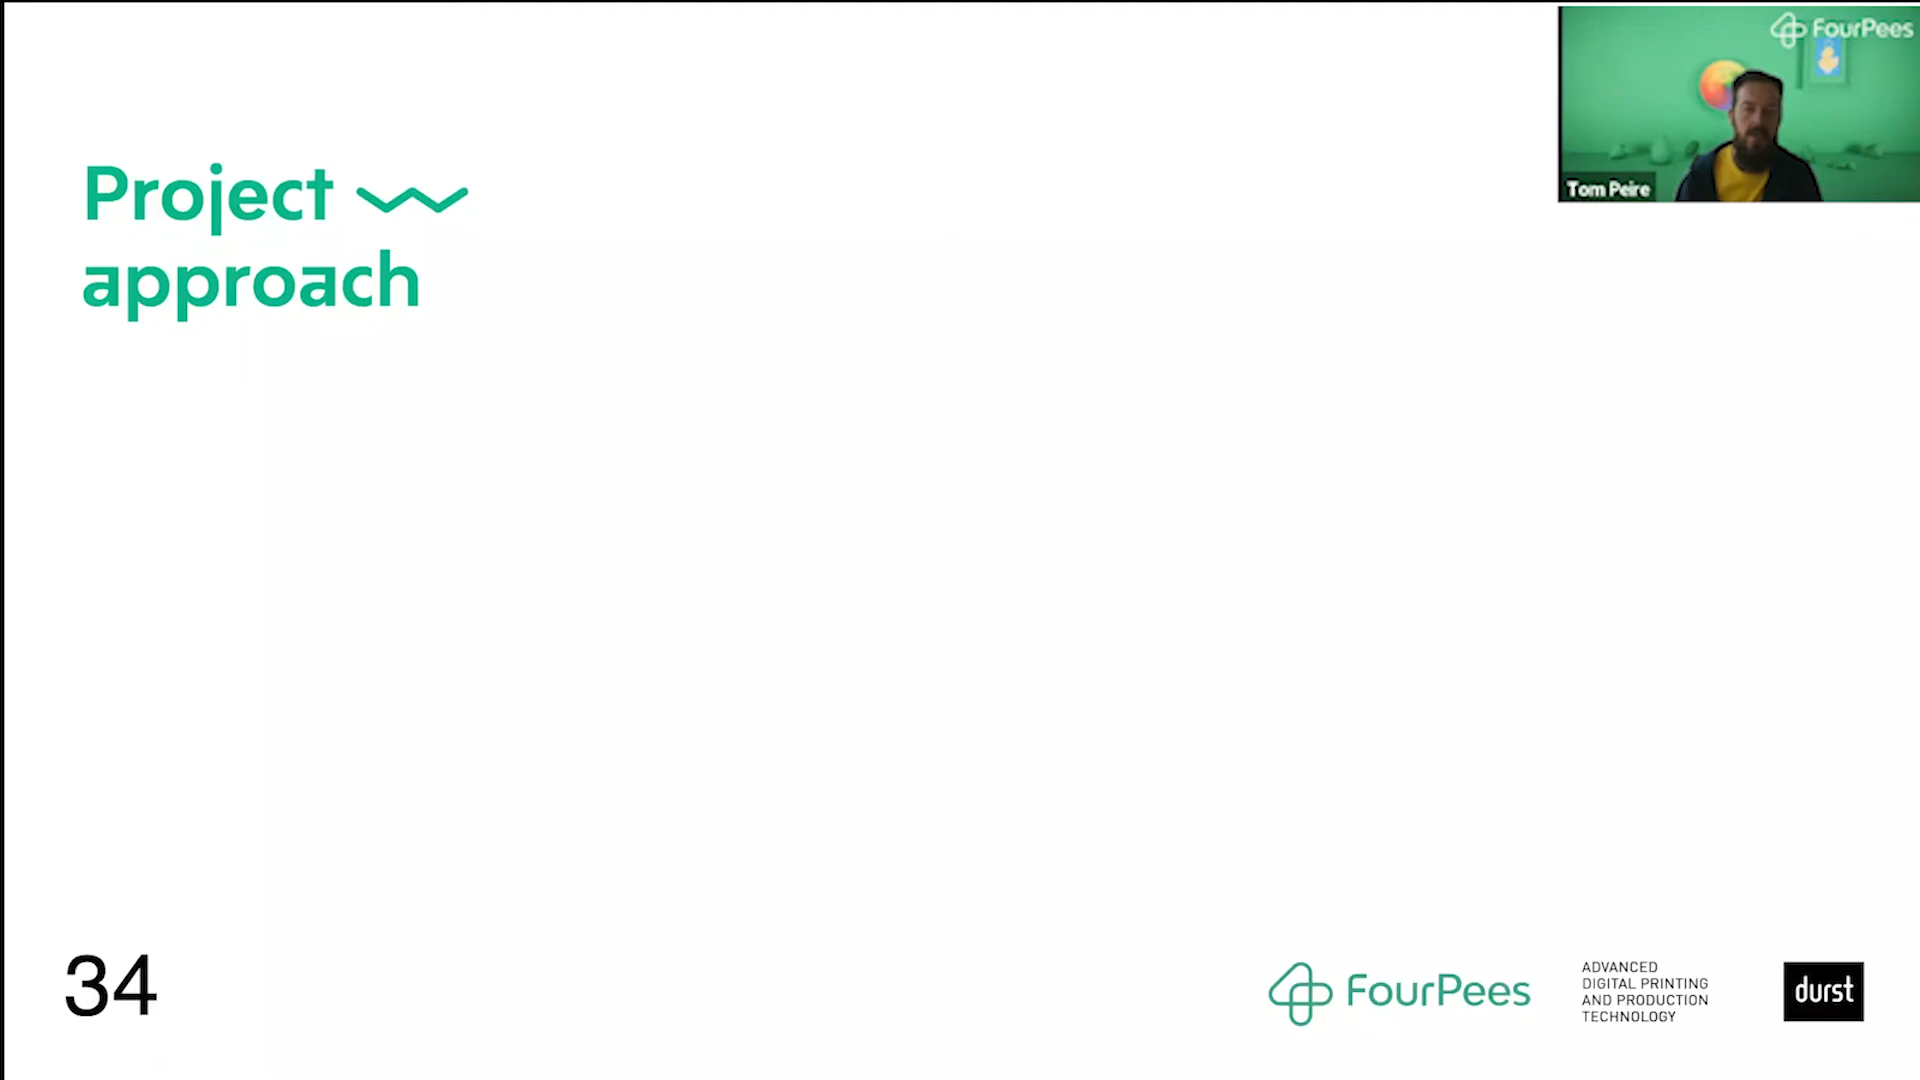 FourPees
Tom Peire
Project
approach
34
FourPees
ADVANCED
DIGITAL PRINTING
AND PRODUCTION
TECHNOLOGY
durst